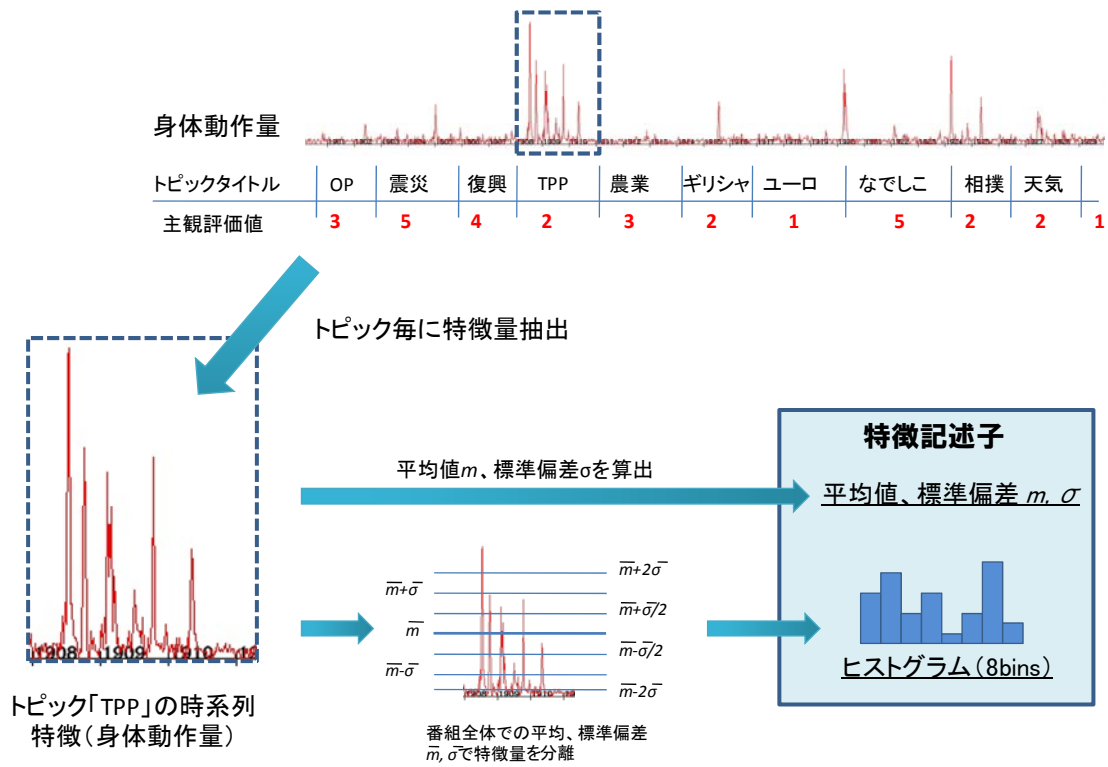 身体動作量
トピックタイトル OP 震災 復興 TPP 農業 ギリシャ ユーロ なでしこ 相撲 天気
主観評価値 3 5 4 2 3 2 1 5 2 2 1
トピック毎に特徴量抽出
特徴記述子
平均値m、標準偏差σを算出
平均値、標準偏差 m, σ
m̅+2σ̅
m̅+σ̅
m̅+σ̅/2
m̅
m̅-σ̅/2
m̅-σ̅
m̅-2σ̅
1908 1909 1910
1908 1909 1910
ヒストグラム(8bins)
トピック「TPP」の時系列
特徴(身体動作量)
番組全体での平均、標準偏差
m̅, σ̅で特徴量を分離